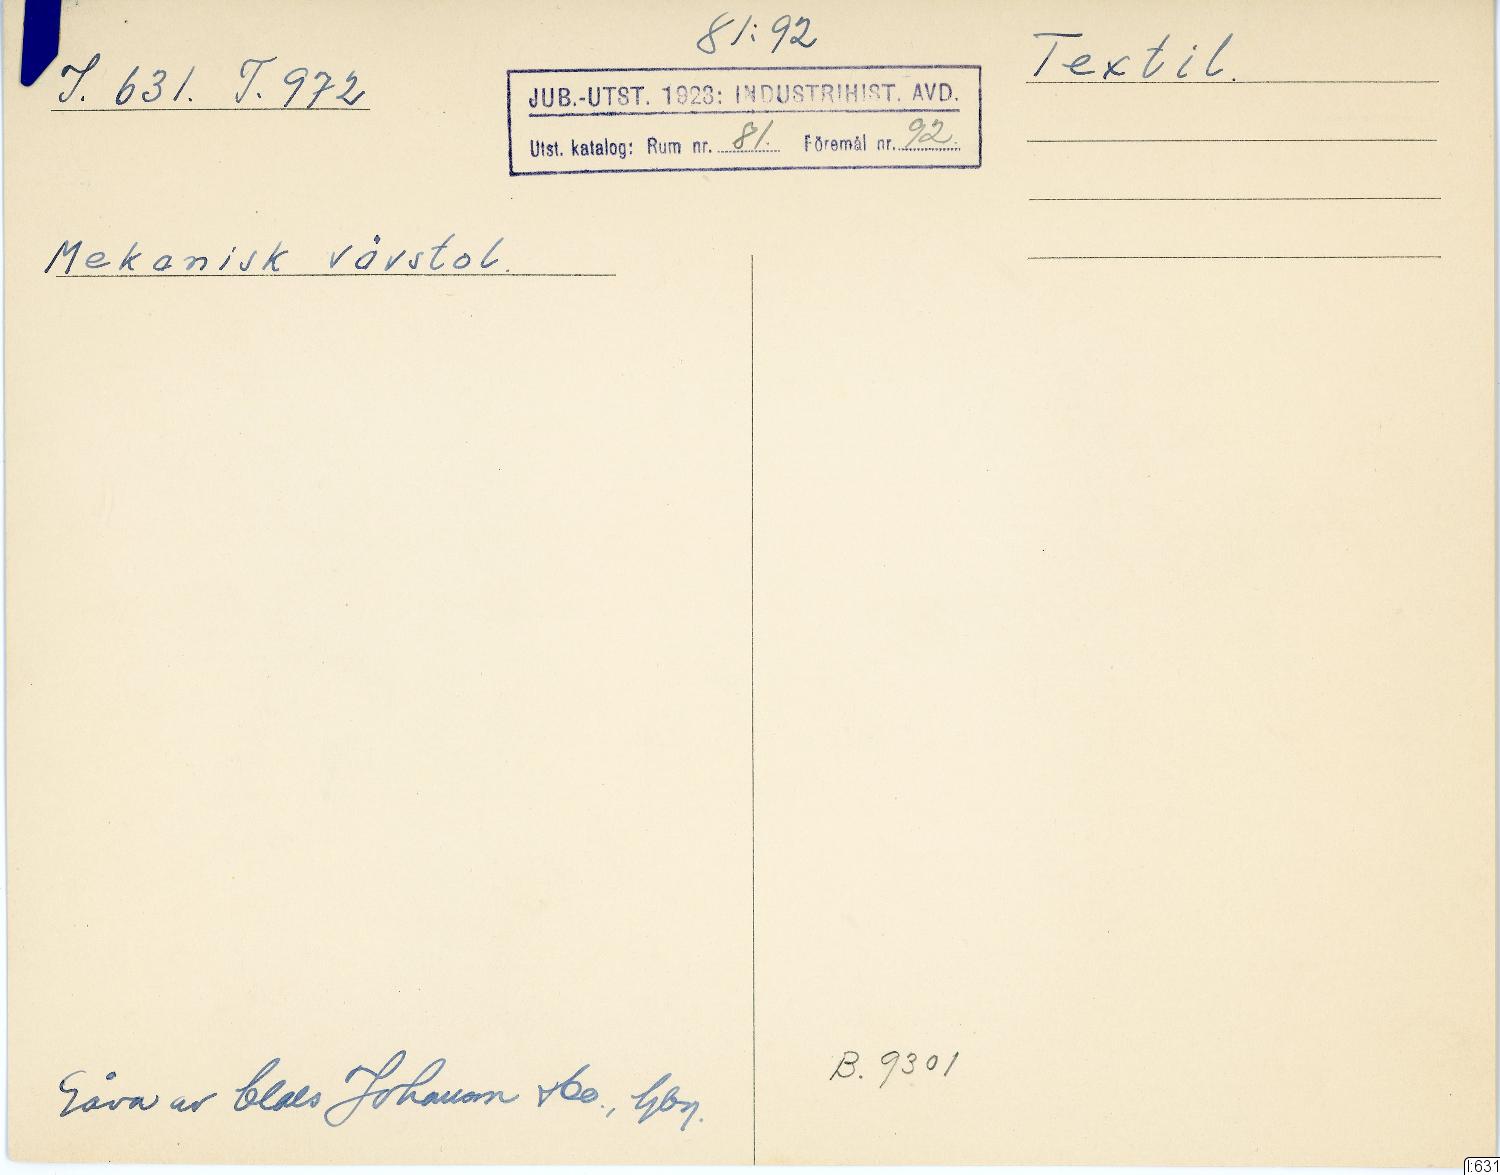 81:92
I. 631. T. 972
Textil.
JUB.-UTST. 1923: INDUSTRIHIST. AVD.
Utst. katalog: Rum nr. 81. Föremål nr. 92.
Mekanisk vävstol.
B. 9301
Gåva av Claes Johansson & Co., Gbg.
I:631